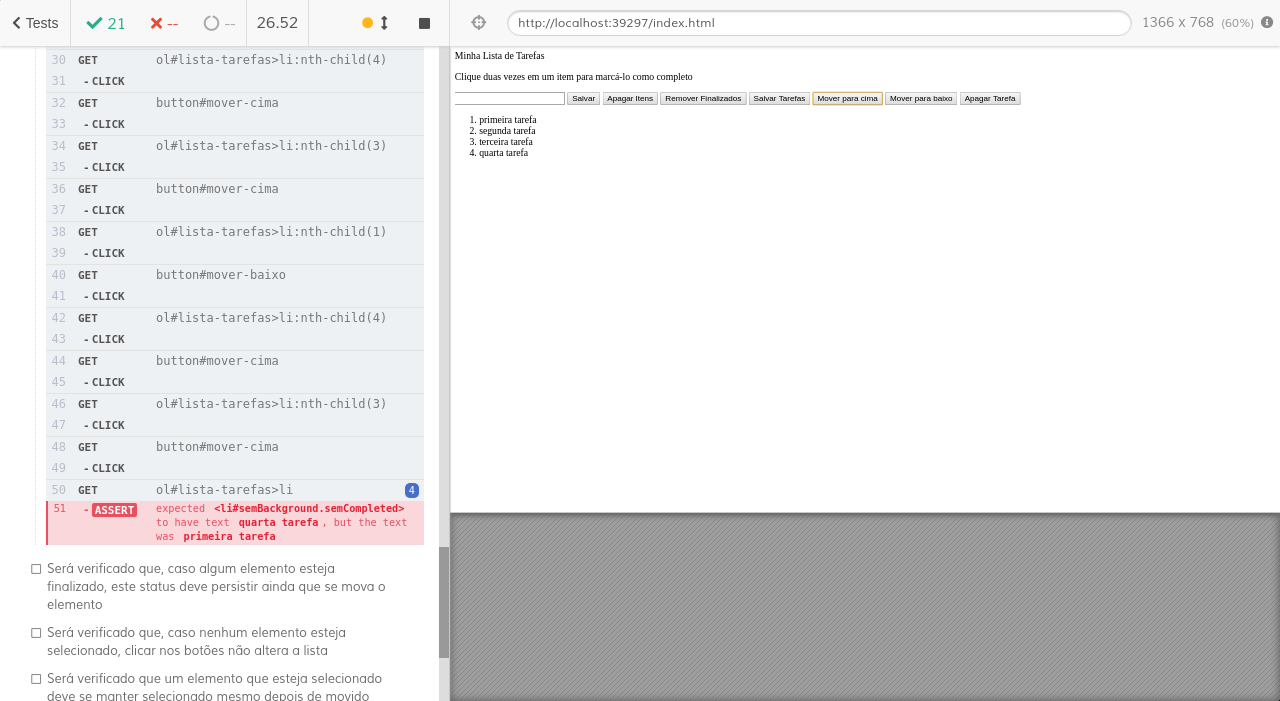 Tests 21 -- -- 26.52
http://localhost:39297/index.html 1366 x 768 (60%)
30 GET ol#lista-tarefas>li:nth-child(4)
31 - CLICK
32 GET button#mover-cima
33 - CLICK
34 GET ol#lista-tarefas>li:nth-child(3)
35 - CLICK
36 GET button#mover-cima
37 - CLICK
38 GET ol#lista-tarefas>li:nth-child(1)
39 - CLICK
40 GET button#mover-baixo
41 - CLICK
42 GET ol#lista-tarefas>li:nth-child(4)
43 - CLICK
44 GET button#mover-cima
45 - CLICK
46 GET ol#lista-tarefas>li:nth-child(3)
47 - CLICK
48 GET button#mover-cima
49 - CLICK
50 GET ol#lista-tarefas>li 4
51 - ASSERT expected <li#semBackground.semCompleted>
to have text quarta tarefa , but the text
was primeira tarefa
Será verificado que, caso algum elemento esteja
finalizado, este status deve persistir ainda que se mova o
elemento
Será verificado que, caso nenhum elemento esteja
selecionado, clicar nos botões não altera a lista
Será verificado que um elemento que esteja selecionado
deve se manter selecionado mesmo depois de movido
Minha Lista de Tarefas
Clique duas vezes em um item para marcá-lo como completo
Salvar Apagar Itens Remover Finalizados Salvar Tarefas Mover para cima Mover para baixo Apagar Tarefa
1. primeira tarefa
2. segunda tarefa
3. terceira tarefa
4. quarta tarefa